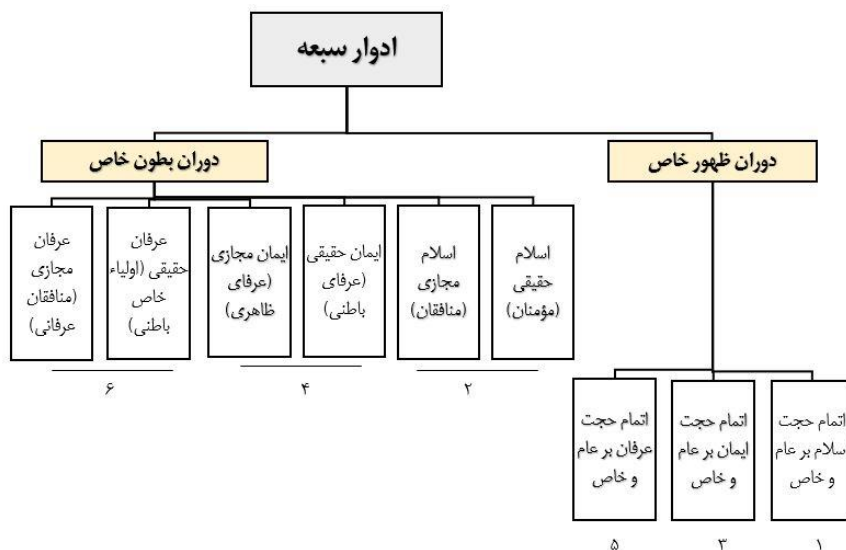 ادوار سبعه
دوران ظهور خاص
دوران بطون خاص
اسلام
حقیقی
(مؤمنان)
اسلام
مجازی
(منافقان)
ایمان حقیقی
(عرفای
باطنی)
ایمان مجازی
(عرفای
ظاهری)
عرفان
حقیقی (اولیاء
خاص
باطنی)
عرفان
مجازی
(منافقان
عرفانی)
۲
۴
۶
اتمام حجت
اسلام بر عام
و خاص
اتمام حجت
ایمان بر عام
و خاص
اتمام حجت
عرفان بر عام
و خاص
۱
۳
۵